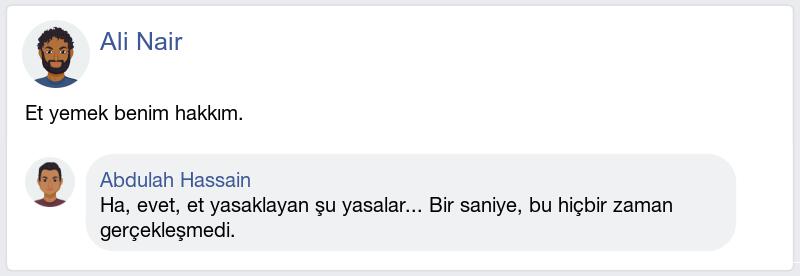 Ali Nair
Et yemek benim hakkım.
Abdulah Hassain
Ha, evet, et yasaklayan şu yasalar... Bir saniye, bu hiçbir zaman
gerçekleşmedi.